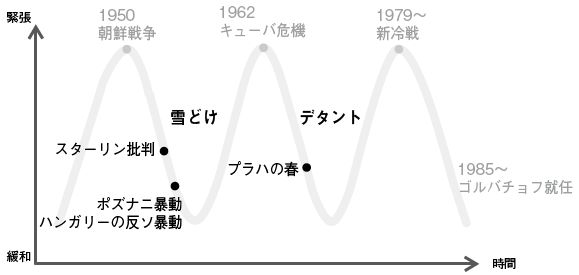 緊張
1950
朝鮮戦争
1962
キューバ危機
1979～
新冷戦
雪どけ
デタント
スターリン批判
プラハの春
1985～
ゴルバチョフ就任
ポズナニ暴動
ハンガリーの反ソ暴動
緩和
時間